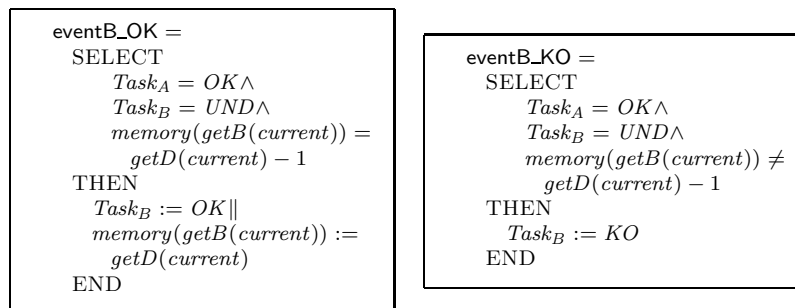 eventB_OK =
SELECT
Task_A = OK∧
Task_B = UND∧
memory(getB(current)) =
getD(current) − 1
THEN
Task_B := OK‖
memory(getB(current)) :=
getD(current)
END
eventB_KO =
SELECT
Task_A = OK∧
Task_B = UND∧
memory(getB(current)) ≠
getD(current) − 1
THEN
Task_B := KO
END